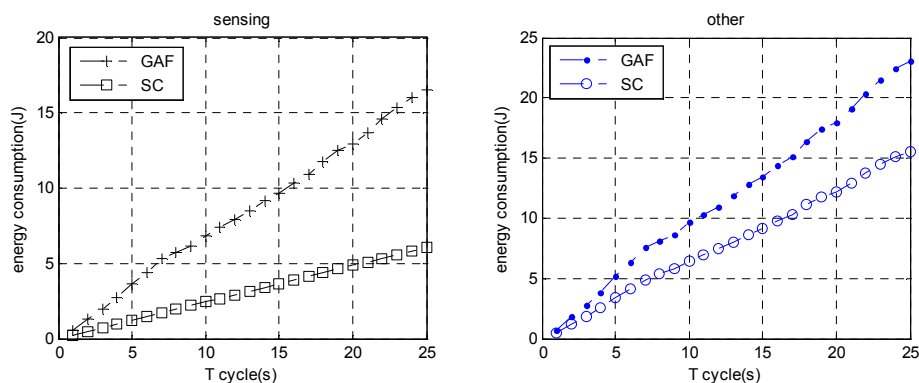 sensing
20
15
10
5
0
energy consumption(J)
GAF
SC
0 5 10 15 20 25
T cycle(s)
other
25
20
15
10
5
0
energy consumption(J)
GAF
SC
0 5 10 15 20 25
T cycle(s)